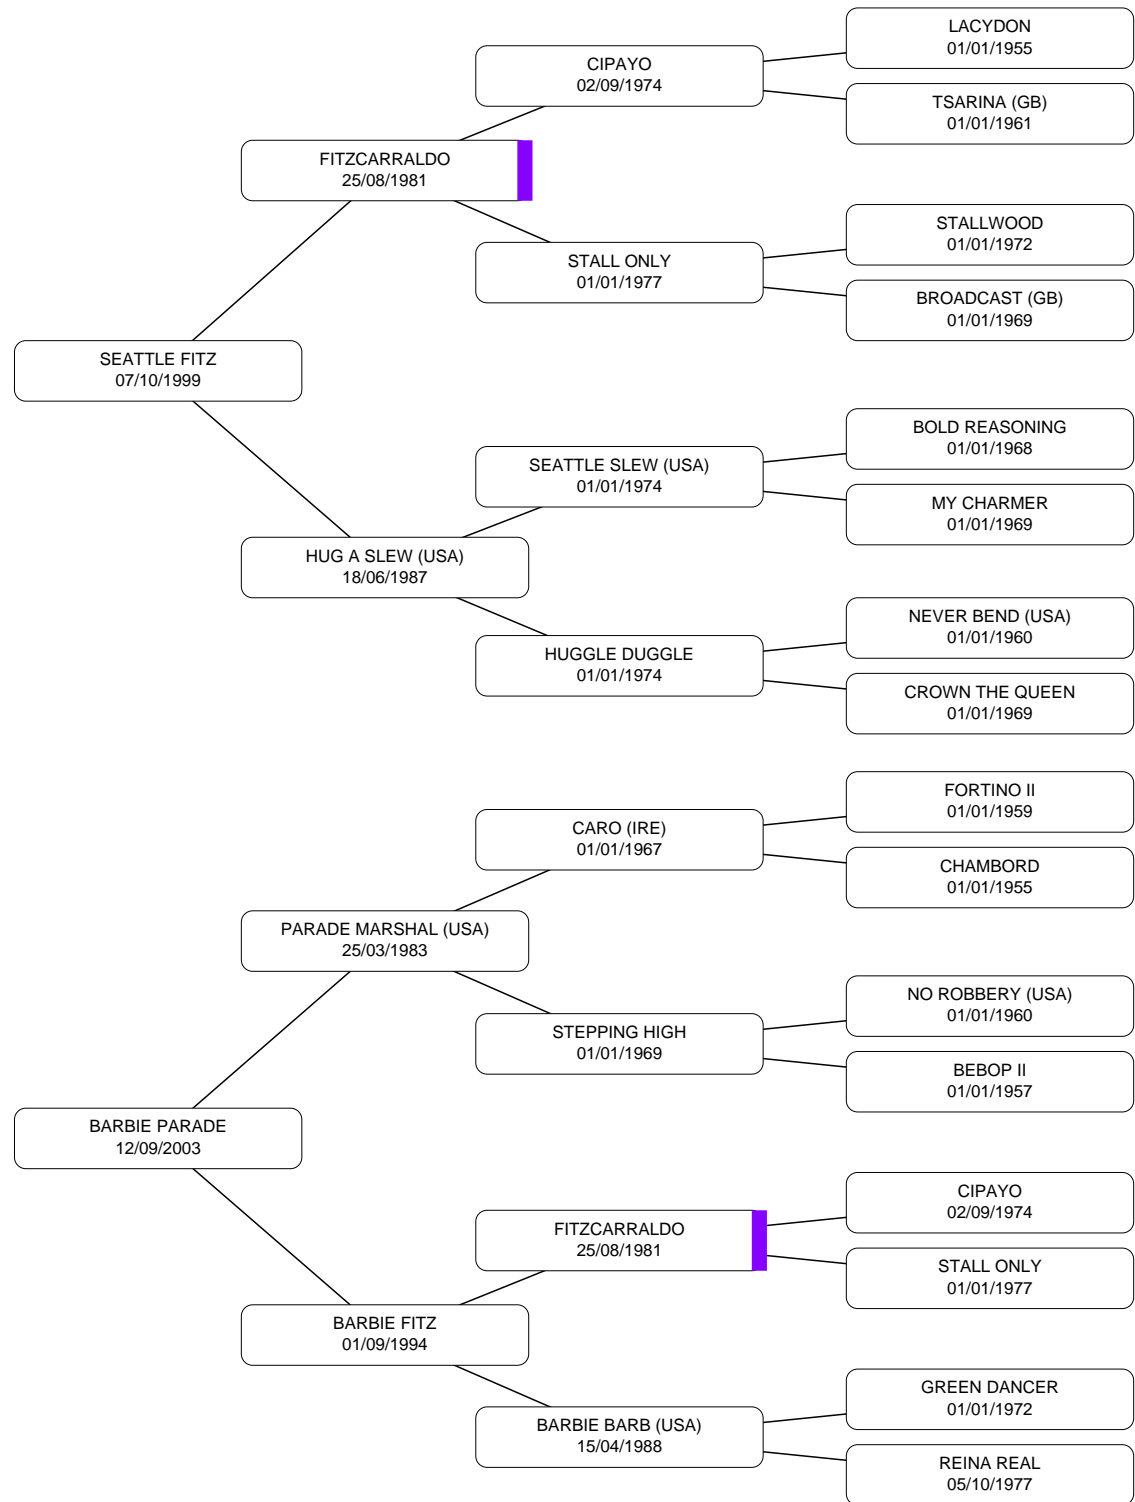 LACYDON
01/01/1955
CIPAYO
02/09/1974
TSARINA (GB)
01/01/1961
FITZCARRALDO
25/08/1981
STALLWOOD
01/01/1972
STALL ONLY
01/01/1977
BROADCAST (GB)
01/01/1969
SEATTLE FITZ
07/10/1999
BOLD REASONING
01/01/1968
SEATTLE SLEW (USA)
01/01/1974
MY CHARMER
01/01/1969
HUG A SLEW (USA)
18/06/1987
NEVER BEND (USA)
01/01/1960
HUGGLE DUGGLE
01/01/1974
CROWN THE QUEEN
01/01/1969
FORTINO II
01/01/1959
CARO (IRE)
01/01/1967
CHAMBORD
01/01/1955
PARADE MARSHAL (USA)
25/03/1983
NO ROBBERY (USA)
01/01/1960
STEPPING HIGH
01/01/1969
BEBOP II
01/01/1957
BARBIE PARADE
12/09/2003
CIPAYO
02/09/1974
FITZCARRALDO
25/08/1981
STALL ONLY
01/01/1977
BARBIE FITZ
01/09/1994
GREEN DANCER
01/01/1972
BARBIE BARB (USA)
15/04/1988
REINA REAL
05/10/1977